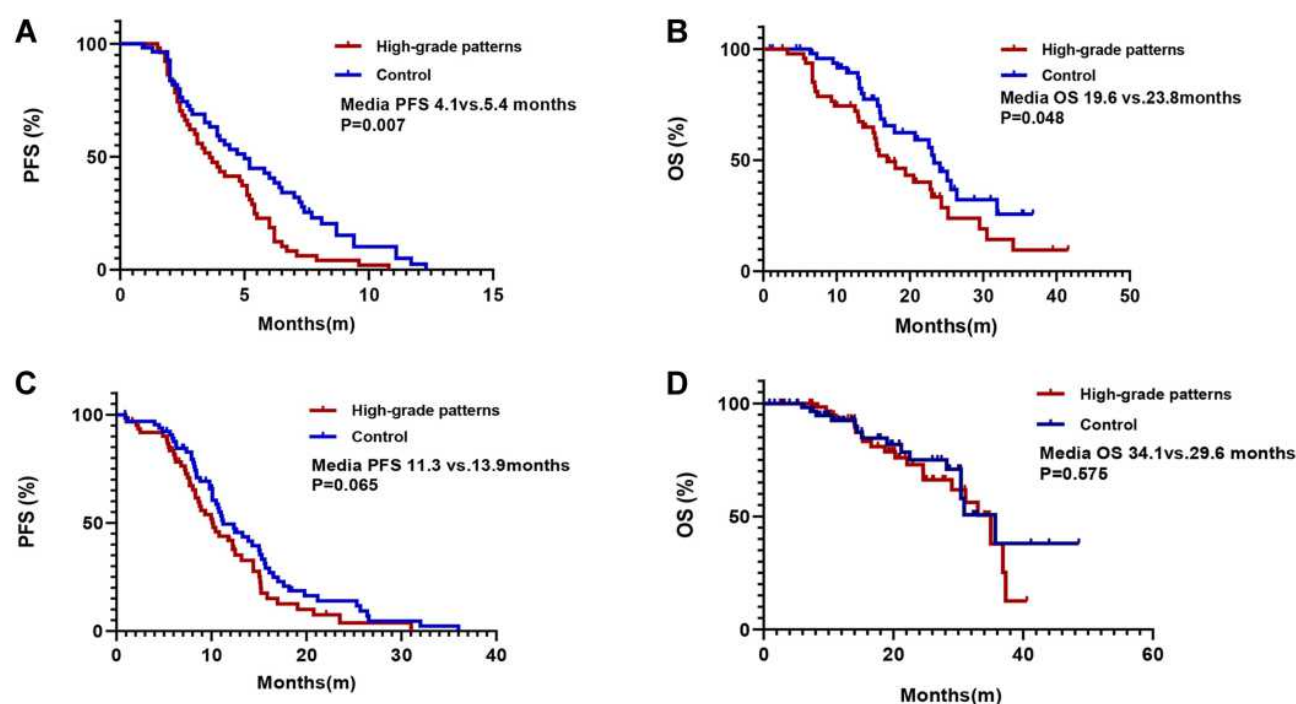 A
High-grade patterns
Control
Media PFS 4.1vs.5.4 months
P=0.007
PFS (%)
100
50
0
0 5 10 15
Months(m)
B
High-grade patterns
Control
Media OS 19.6 vs.23.8months
P=0.048
OS (%)
100
50
0
0 10 20 30 40 50
Months(m)
C
High-grade patterns
Control
Media PFS 11.3 vs.13.9months
P=0.065
PFS (%)
100
50
0
0 10 20 30 40
Months(m)
D
High-grade patterns
Control
Media OS 34.1vs.29.6 months
P=0.575
OS (%)
100
50
0
0 20 40 60
Months(m)